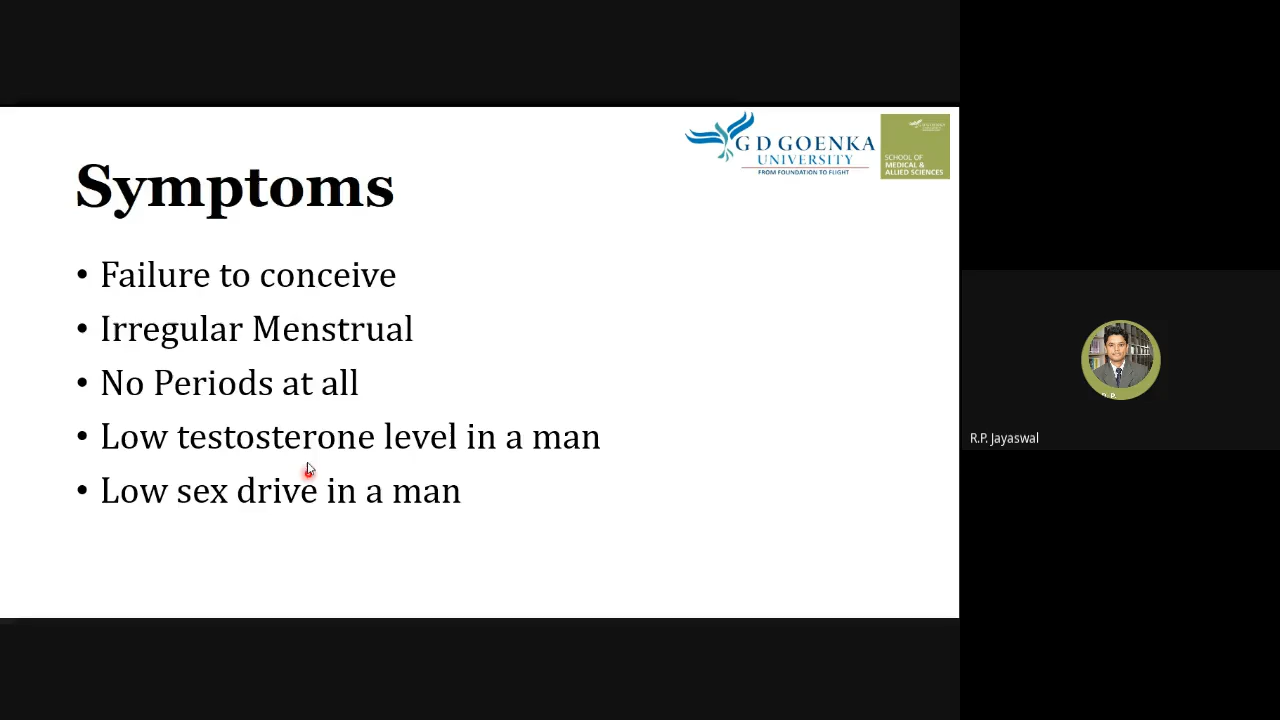 G D GOENKA
UNIVERSITY
FROM FOUNDATION TO FLIGHT
SCHOOL OF
MEDICAL &
ALLIED SCIENCES
Symptoms
• Failure to conceive
• Irregular Menstrual
• No Periods at all
• Low testosterone level in a man
• Low sex drive in a man
R.P. Jayaswal